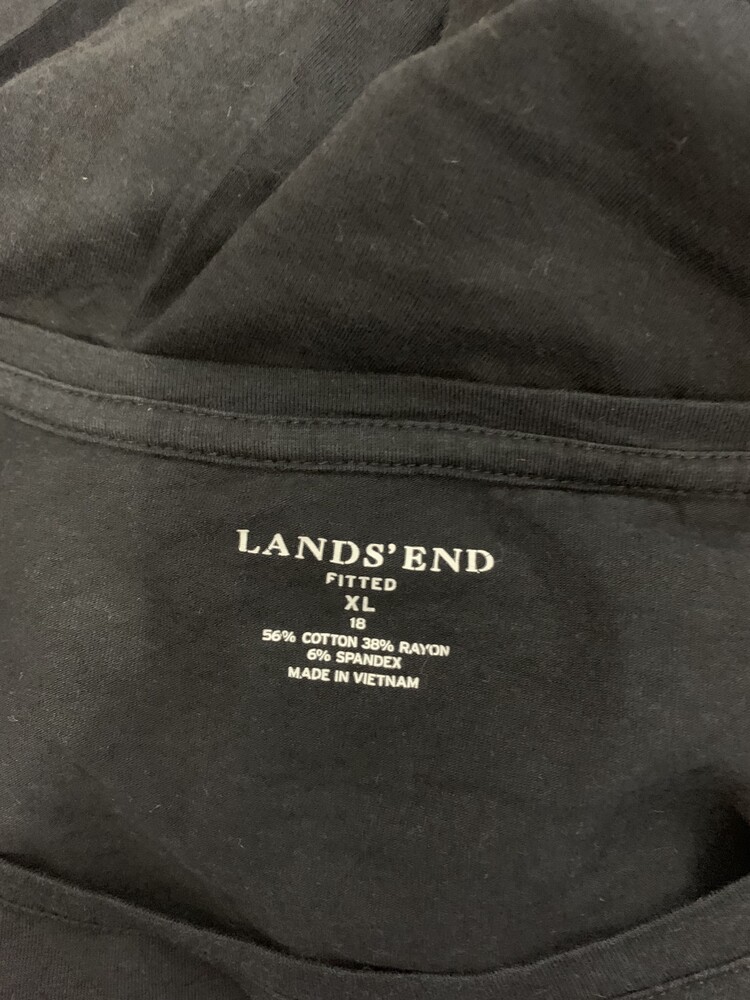 LANDS' END
FITTED
XL
18
56% COTTON 38% RAYON
6% SPANDEX
MADE IN VIETNAM